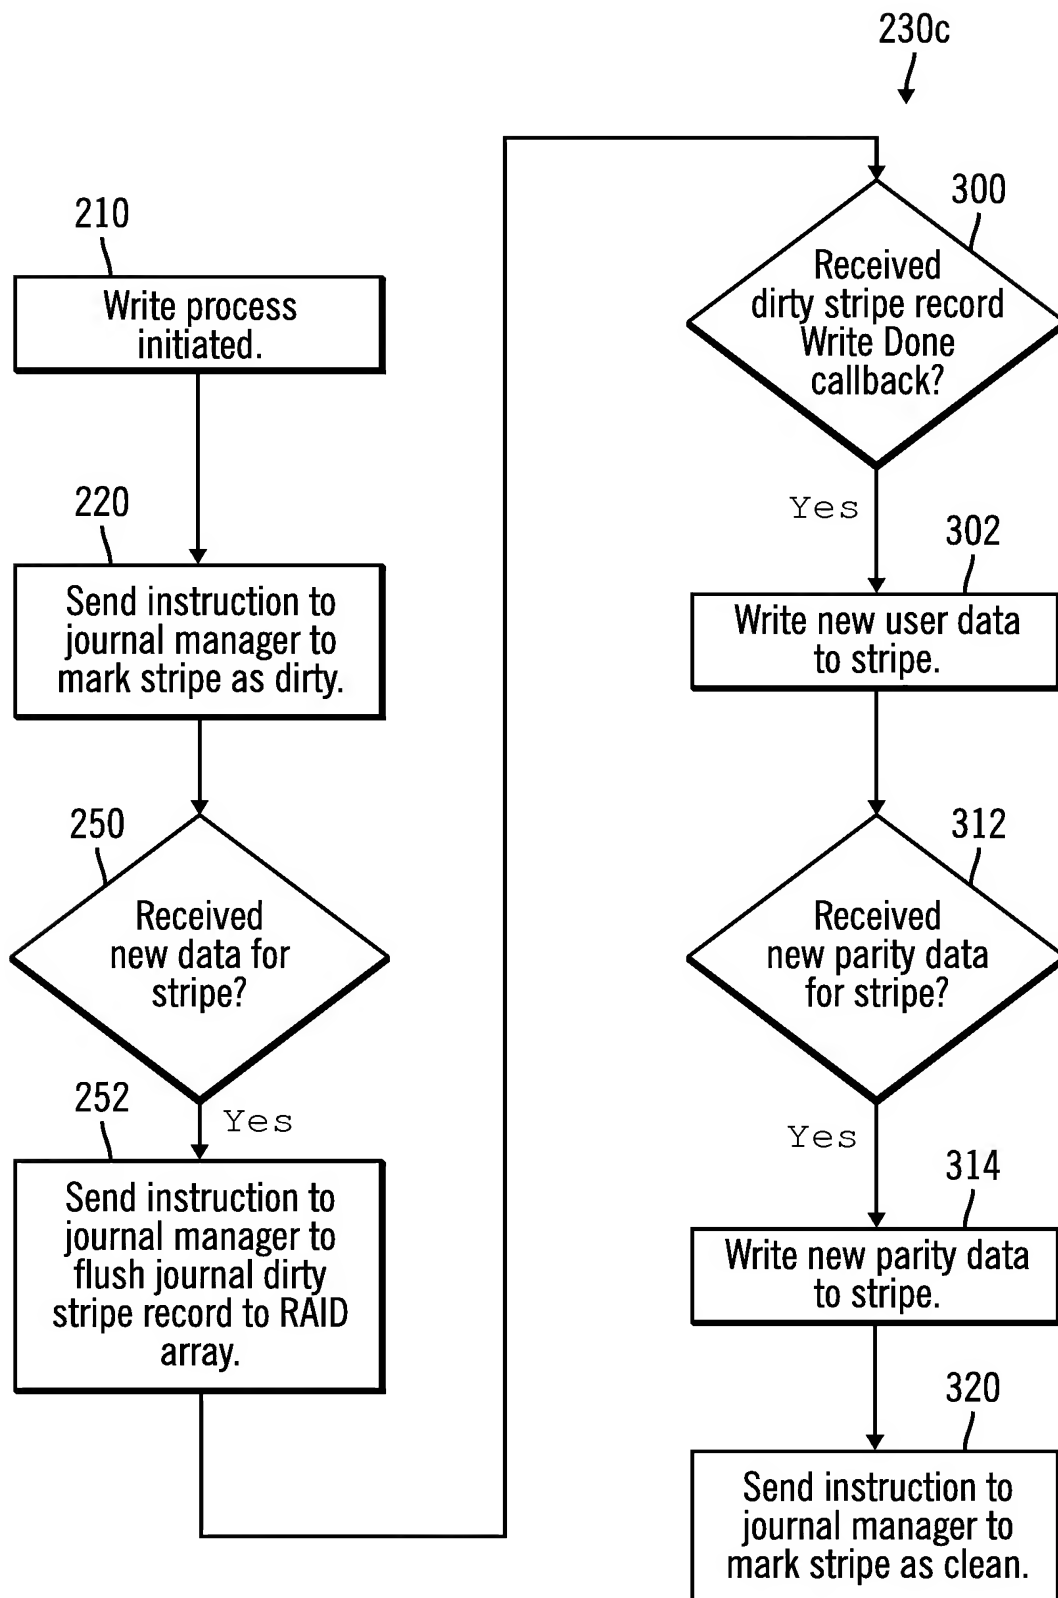 230c
210
Write process
initiated.
220
Send instruction to
journal manager to
mark stripe as dirty.
250
Received
new data for
stripe?
Yes
252
Send instruction to
journal manager to
flush journal dirty
stripe record to RAID
array.
300
Received
dirty stripe record
Write Done
callback?
Yes
302
Write new user data
to stripe.
312
Received
new parity data
for stripe?
Yes
314
Write new parity data
to stripe.
320
Send instruction to
journal manager to
mark stripe as clean.